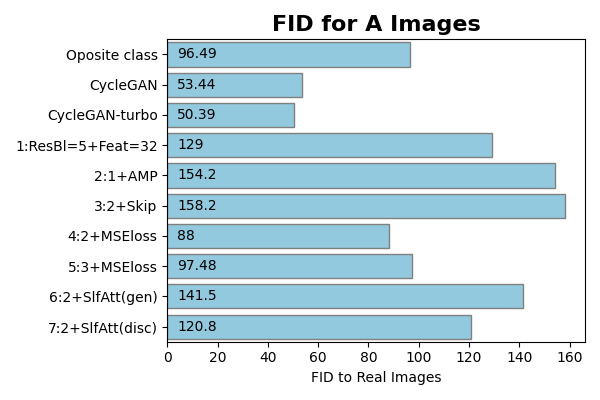 FID for A Images
Oposite class 96.49
CycleGAN 53.44
CycleGAN-turbo 50.39
1:ResBl=5+Feat=32 129
2:1+AMP 154.2
3:2+Skip 158.2
4:2+MSEloss 88
5:3+MSEloss 97.48
6:2+SlfAtt(gen) 141.5
7:2+SlfAtt(disc) 120.8
0 20 40 60 80 100 120 140 160
FID to Real Images